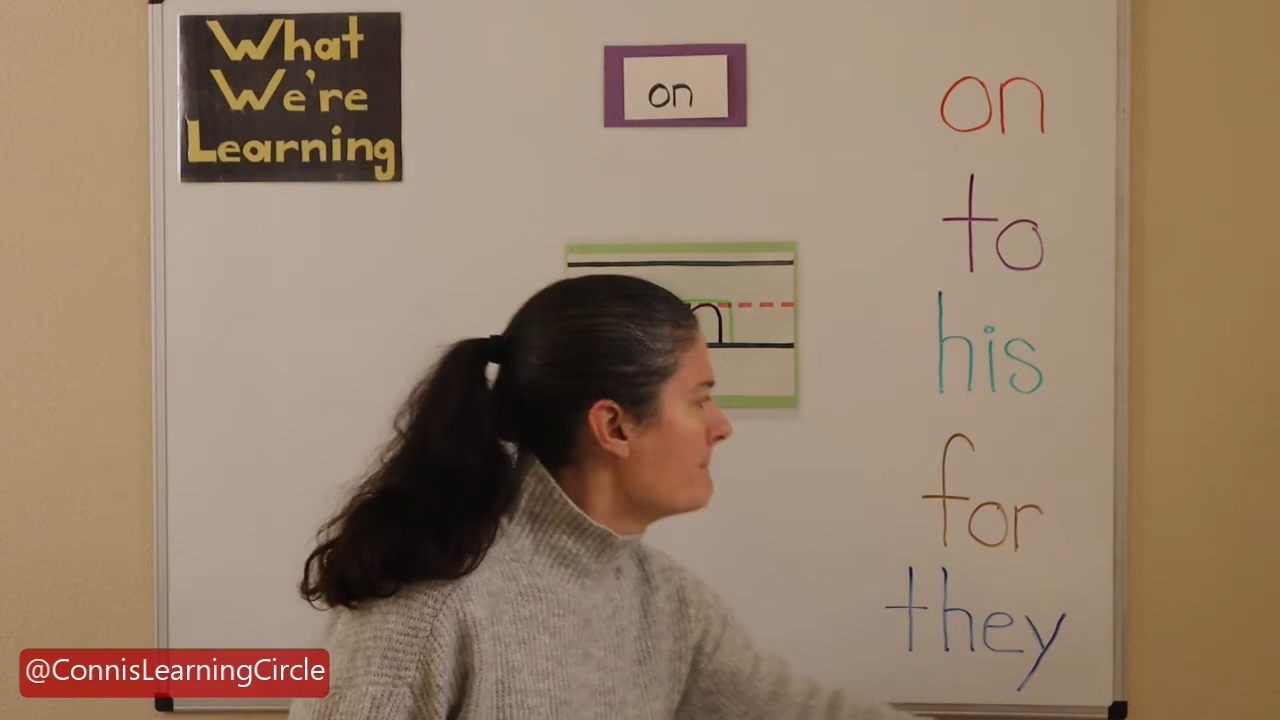 What
We're
Learning
on
n
on
to
his
for
they
@ConnisLearningCircle